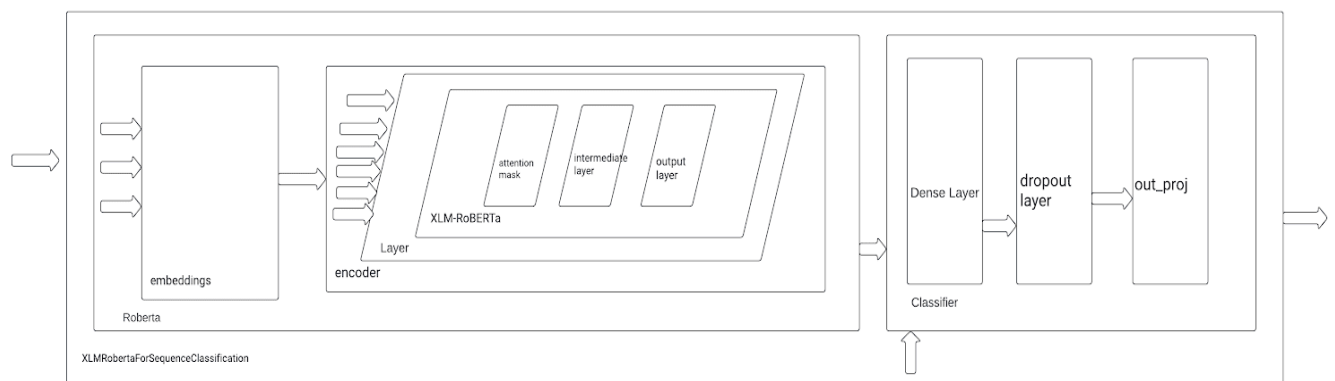 embeddings
Roberta
attention
mask
intermediate
layer
output
layer
XLM-RoBERTa
Layer
encoder
Dense Layer
dropout
layer
out_proj
Classifier
XLMRobertaForSequenceClassification